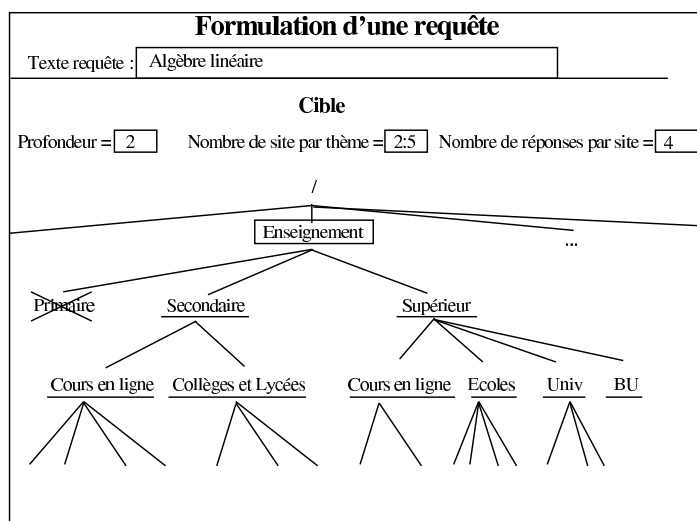 Formulation d'une requête
Texte requête : Algèbre linéaire
Cible
Profondeur = 2 Nombre de site par thème = 2:5 Nombre de réponses par site = 4
/
Enseignement
...
Primaire Secondaire Supérieur
Cours en ligne Collèges et Lycées Cours en ligne Ecoles Univ BU